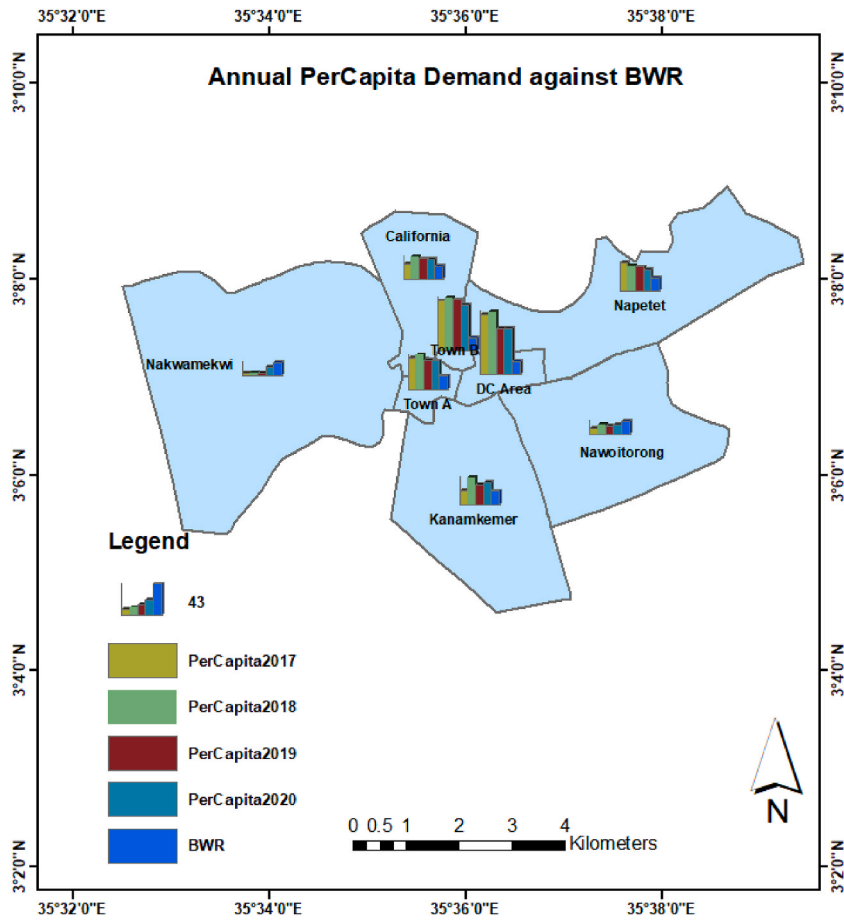 35°32'0"E 35°34'0"E 35°36'0"E 35°38'0"E
Annual PerCapita Demand against BWR
3°10'0"N 3°10'0"N
California
3°8'0"N 3°8'0"N
Napetet
Town B
Nakwamekwi
DC Area
Town A
Nawoitorong
3°6'0"N 3°6'0"N
Kanamkemer
Legend
43
PerCapita2017
3°4'0"N 3°4'0"N
PerCapita2018
PerCapita2019
PerCapita2020
N
BWR
0 0.5 1 2 3 4
Kilometers
3°2'0"N 3°2'0"N
35°32'0"E 35°34'0"E 35°36'0"E 35°38'0"E